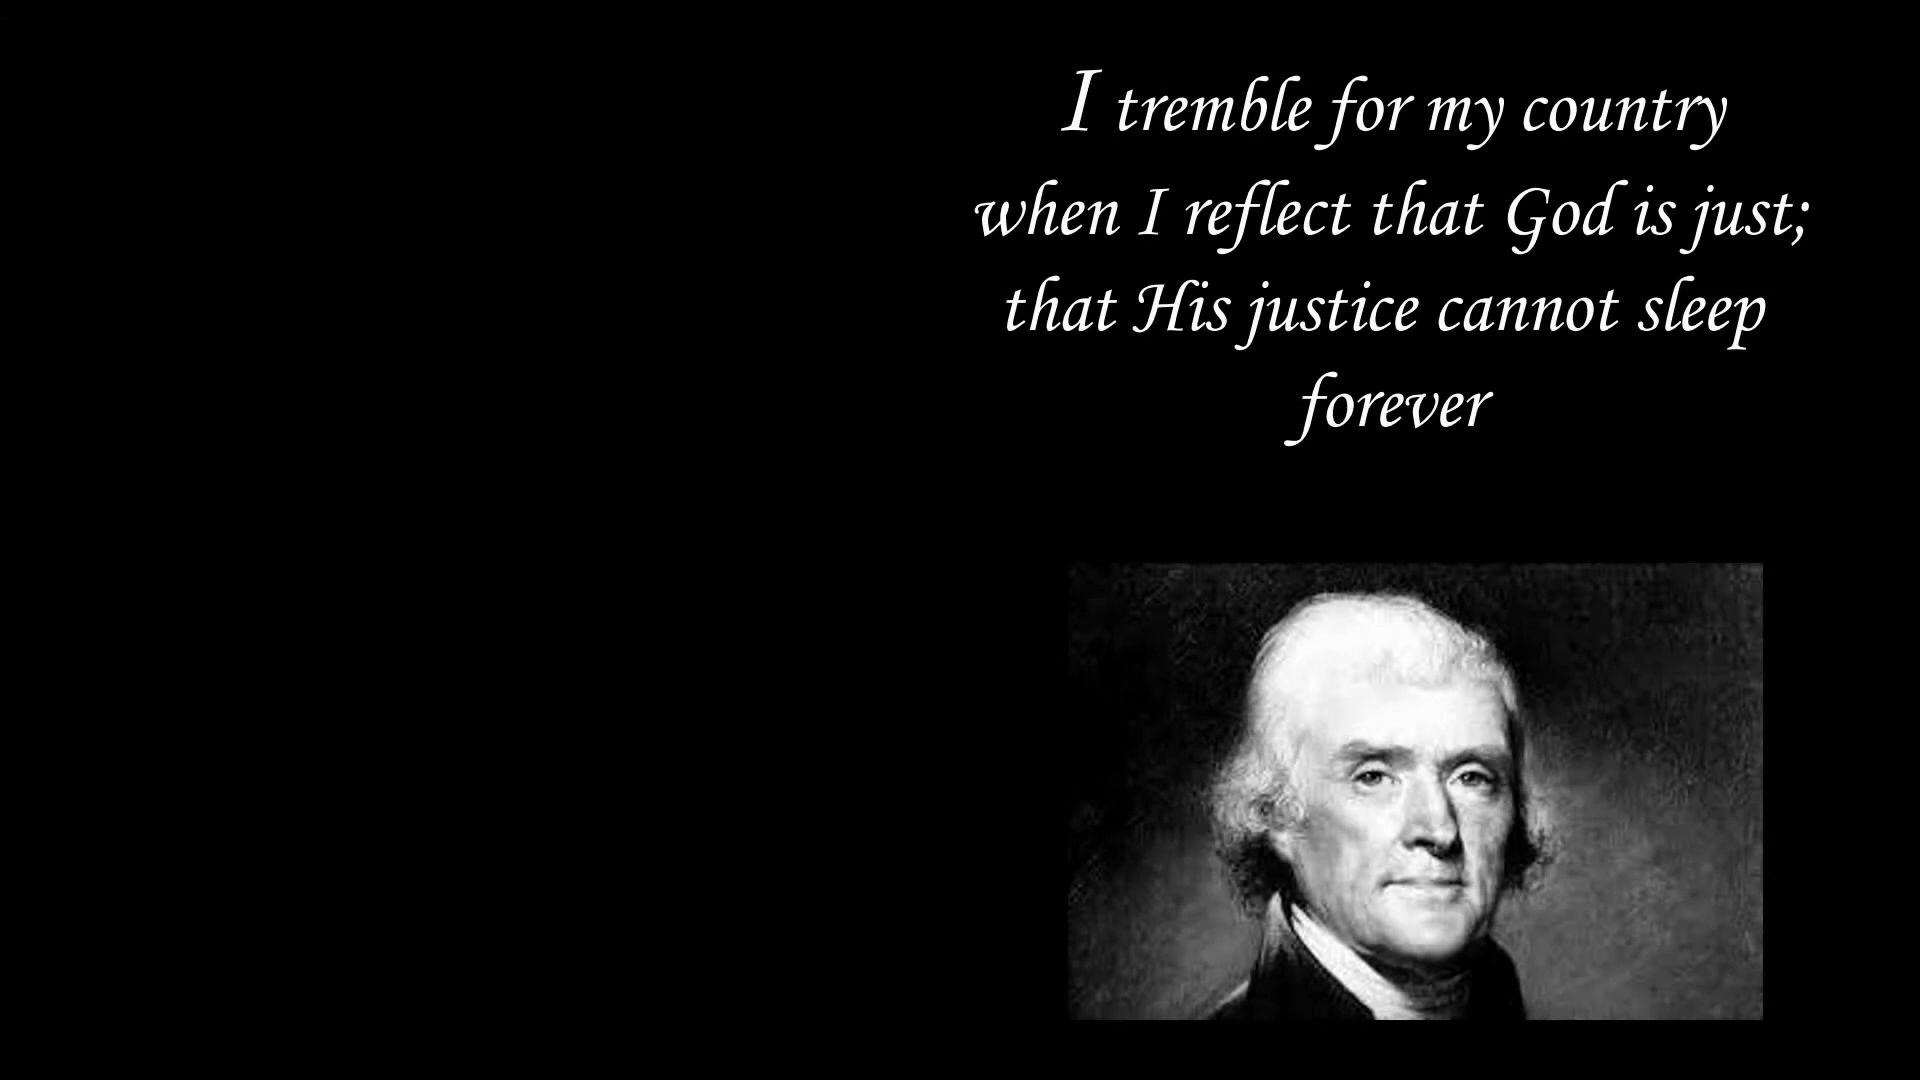 I tremble for my country
when I reflect that God is just;
that His justice cannot sleep
forever